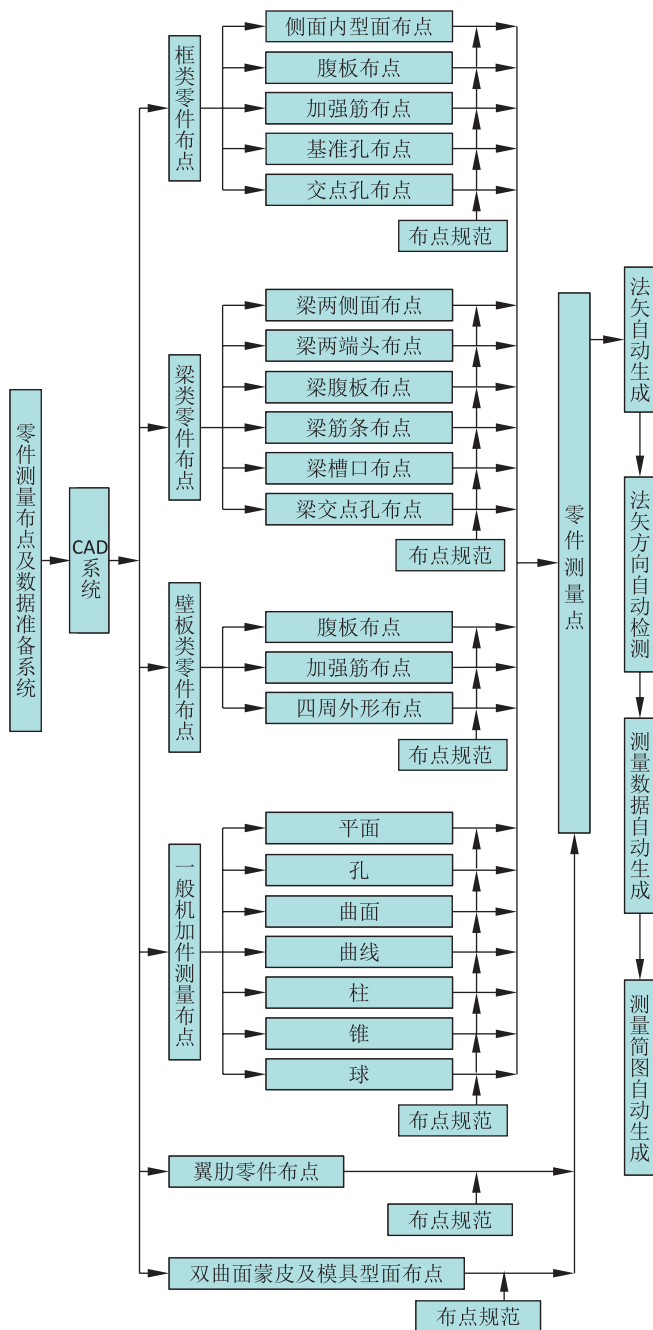 零件测量布点及数据准备系统
CAD
系统
框类零件布点
侧面内型面布点
腹板布点
加强筋布点
基准孔布点
交点孔布点
布点规范
梁类零件布点
梁两侧面布点
梁两端头布点
梁腹板布点
梁筋条布点
梁槽口布点
梁交点孔布点
布点规范
壁板类零件布点
腹板布点
加强筋布点
四周外形布点
布点规范
一般机加件测量布点
平面
孔
曲面
曲线
柱
锥
球
布点规范
翼肋零件布点
布点规范
双曲面蒙皮及模具型面布点
布点规范
零件测量点
法矢自动生成
法矢方向自动检测
测量数据自动生成
测量简图自动生成